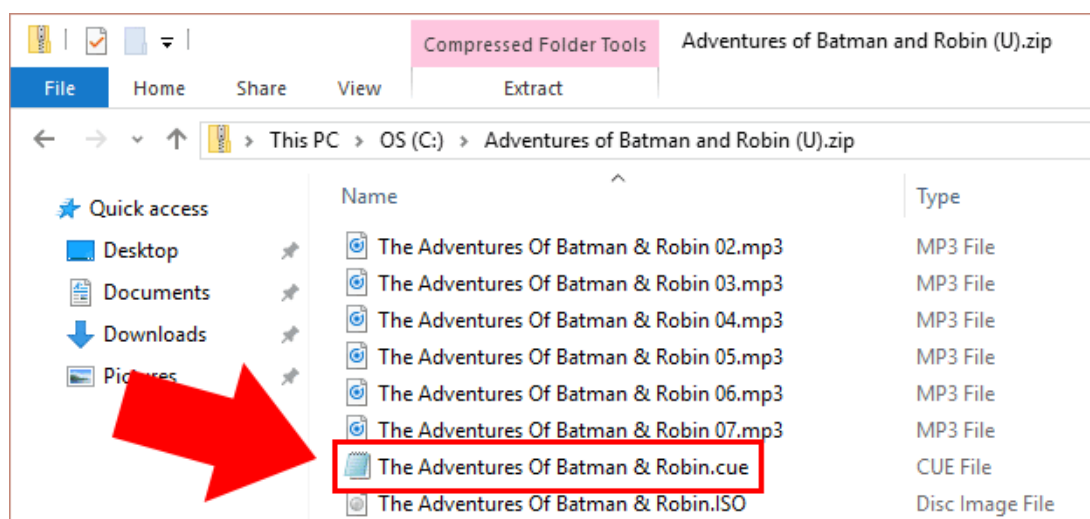 Compressed Folder Tools Adventures of Batman and Robin (U).zip
File Home Share View Extract
This PC > OS (C:) > Adventures of Batman and Robin (U).zip
Quick access
Desktop
Documents
Downloads
Pictures
Name Type
The Adventures Of Batman & Robin 02.mp3 MP3 File
The Adventures Of Batman & Robin 03.mp3 MP3 File
The Adventures Of Batman & Robin 04.mp3 MP3 File
The Adventures Of Batman & Robin 05.mp3 MP3 File
The Adventures Of Batman & Robin 06.mp3 MP3 File
The Adventures Of Batman & Robin 07.mp3 MP3 File
The Adventures Of Batman & Robin.cue CUE File
The Adventures Of Batman & Robin.ISO Disc Image File